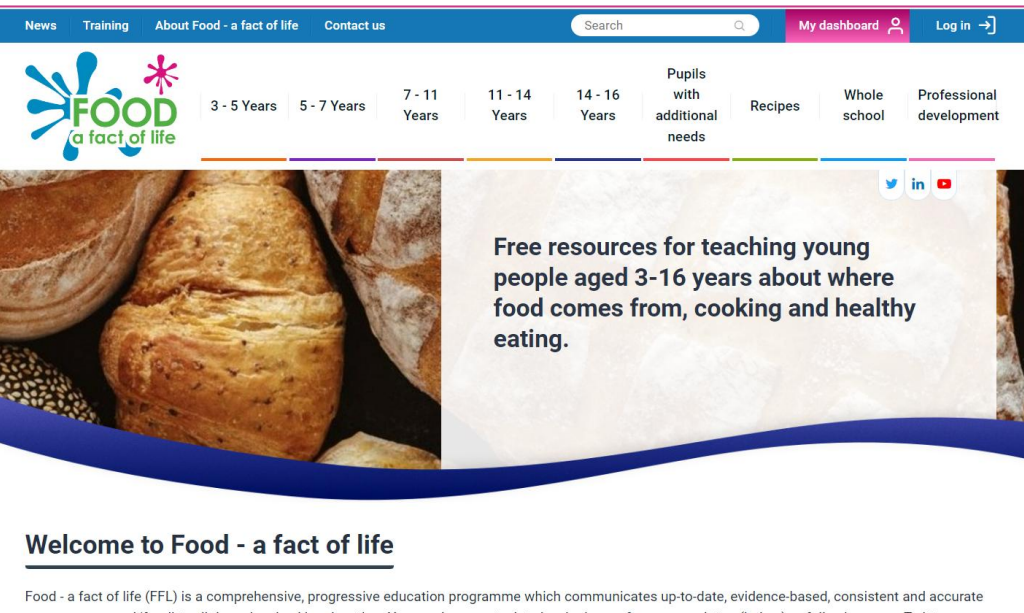 News Training About Food - a fact of life Contact us Search My dashboard Log in
FOOD
a fact of life
3 - 5 Years
5 - 7 Years
7 - 11
Years
11 - 14
Years
14 - 16
Years
Pupils
with
additional
needs
Recipes
Whole
school
Professional
development
in
Free resources for teaching young
people aged 3-16 years about where
food comes from, cooking and healthy
eating.
Welcome to Food - a fact of life
Food - a fact of life (FFL) is a comprehensive, progressive education programme which communicates up-to-date, evidence-based, consistent and accurate